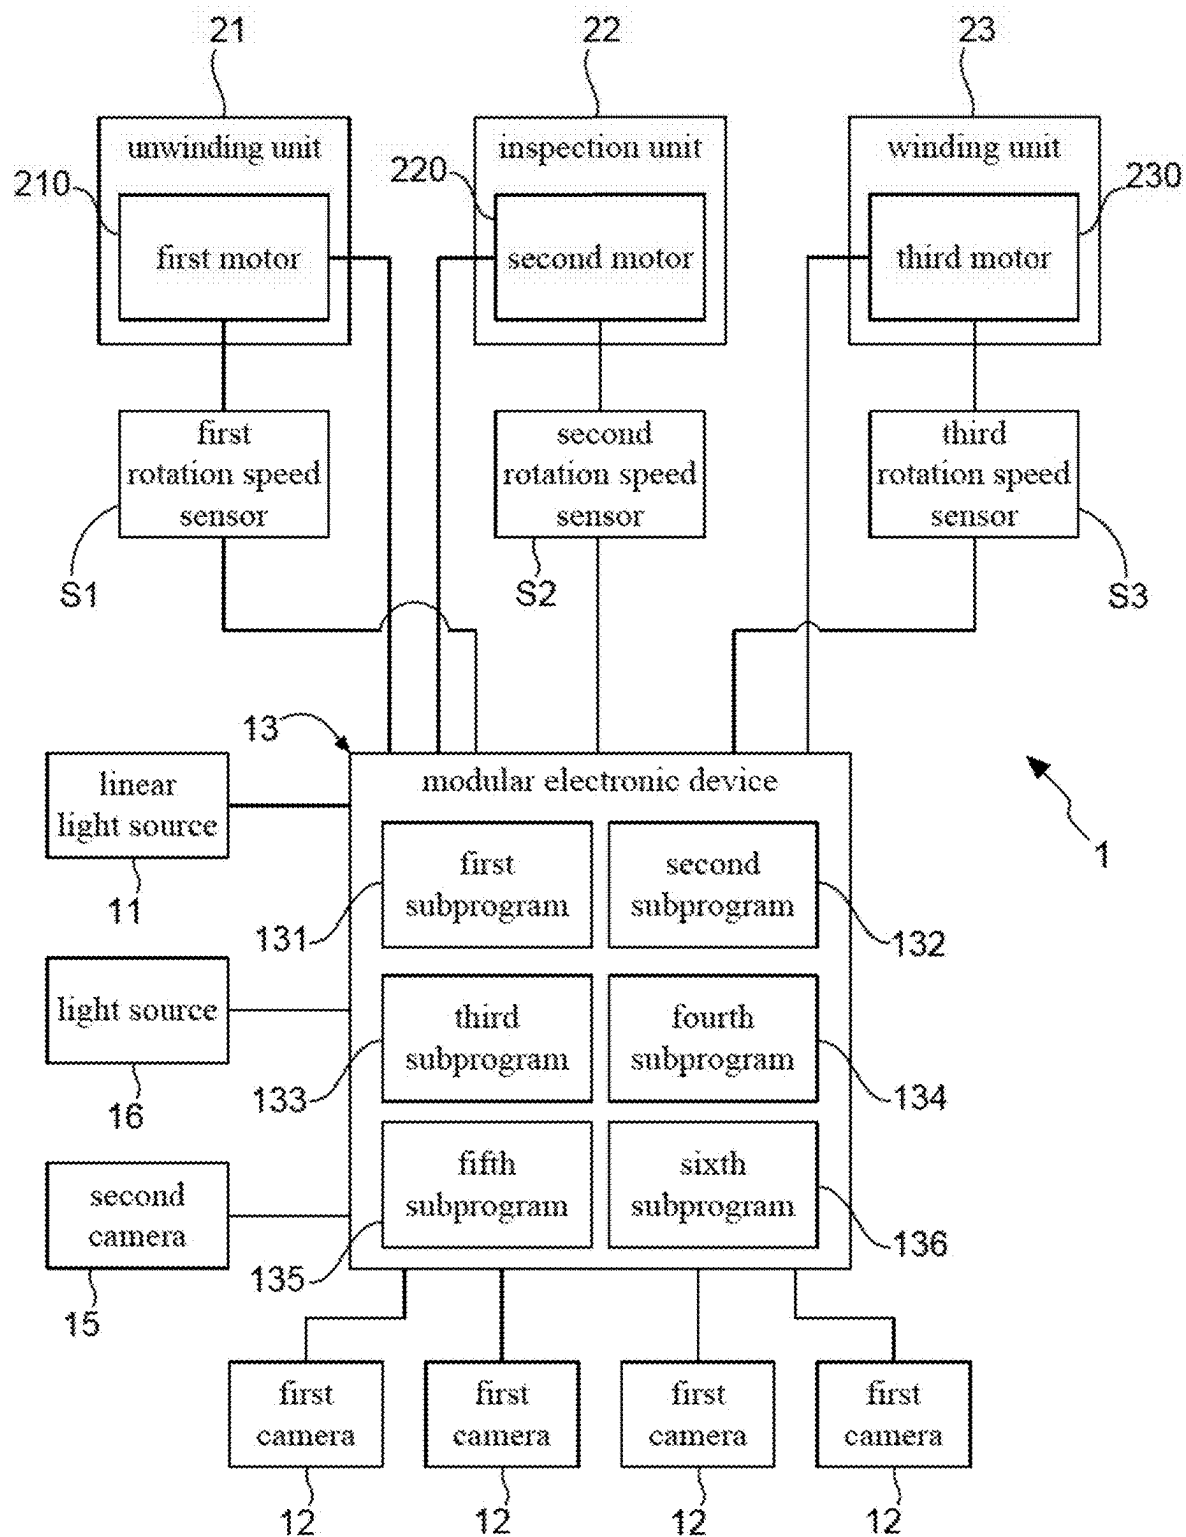 21
22
23
unwinding unit
inspection unit
winding unit
210
220
230
first motor
second motor
third motor
first
rotation speed
sensor
second
rotation speed
sensor
third
rotation speed
sensor
S1
S2
S3
13
linear
light source
11
modular electronic device
1
first
subprogram
second
subprogram
131
132
light source
16
third
subprogram
fourth
subprogram
133
134
second
camera
15
fifth
subprogram
sixth
subprogram
135
136
first
camera
first
camera
first
camera
first
camera
12
12
12
12